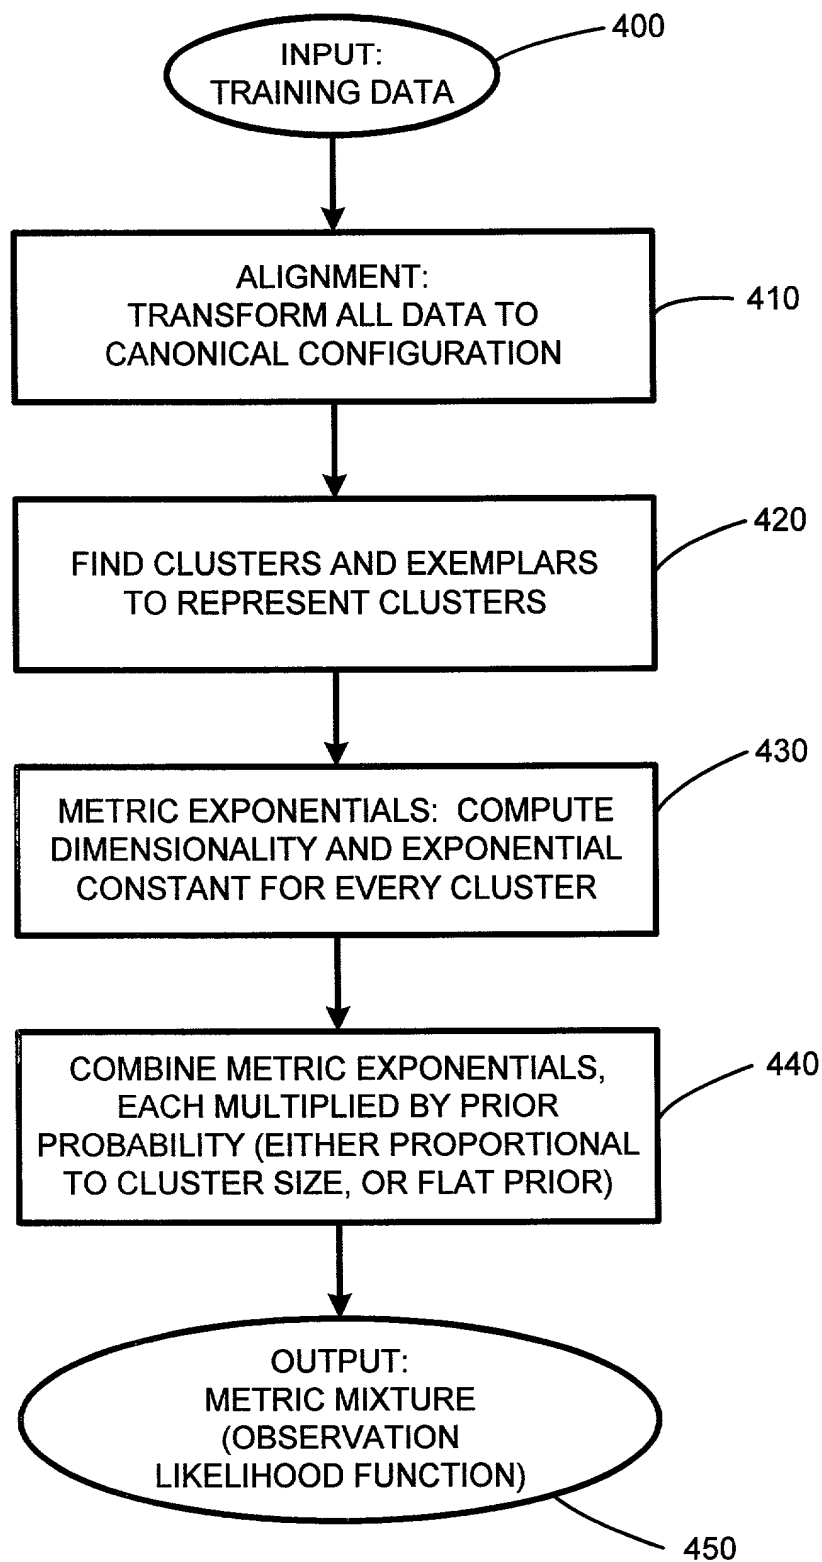 INPUT:
TRAINING DATA
400
ALIGNMENT:
TRANSFORM ALL DATA TO
CANONICAL CONFIGURATION
410
FIND CLUSTERS AND EXEMPLARS
TO REPRESENT CLUSTERS
420
METRIC EXPONENTIALS: COMPUTE
DIMENSIONALITY AND EXPONENTIAL
CONSTANT FOR EVERY CLUSTER
430
COMBINE METRIC EXPONENTIALS,
EACH MULTIPLIED BY PRIOR
PROBABILITY (EITHER PROPORTIONAL
TO CLUSTER SIZE, OR FLAT PRIOR)
440
OUTPUT:
METRIC MIXTURE
(OBSERVATION
LIKELIHOOD FUNCTION)
450